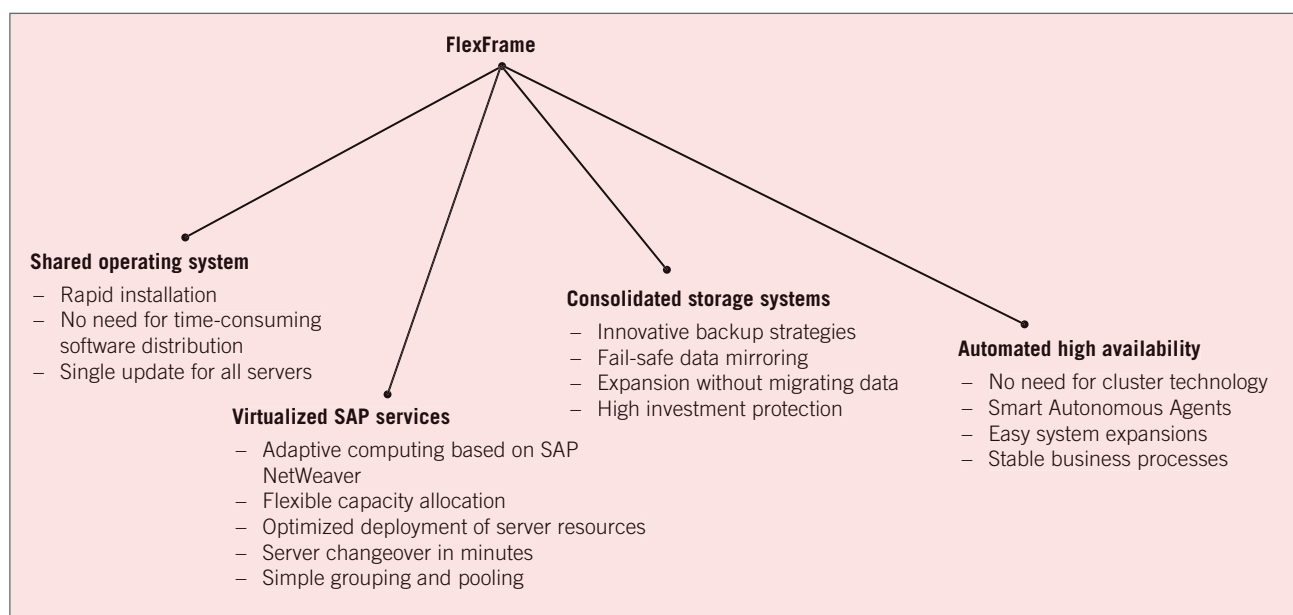 FlexFrame
Shared operating system
– Rapid installation
– No need for time-consuming
software distribution
– Single update for all servers
Virtualized SAP services
– Adaptive computing based on SAP
NetWeaver
– Flexible capacity allocation
– Optimized deployment of server resources
– Server changeover in minutes
– Simple grouping and pooling
Consolidated storage systems
– Innovative backup strategies
– Fail-safe data mirroring
– Expansion without migrating data
– High investment protection
Automated high availability
– No need for cluster technology
– Smart Autonomous Agents
– Easy system expansions
– Stable business processes